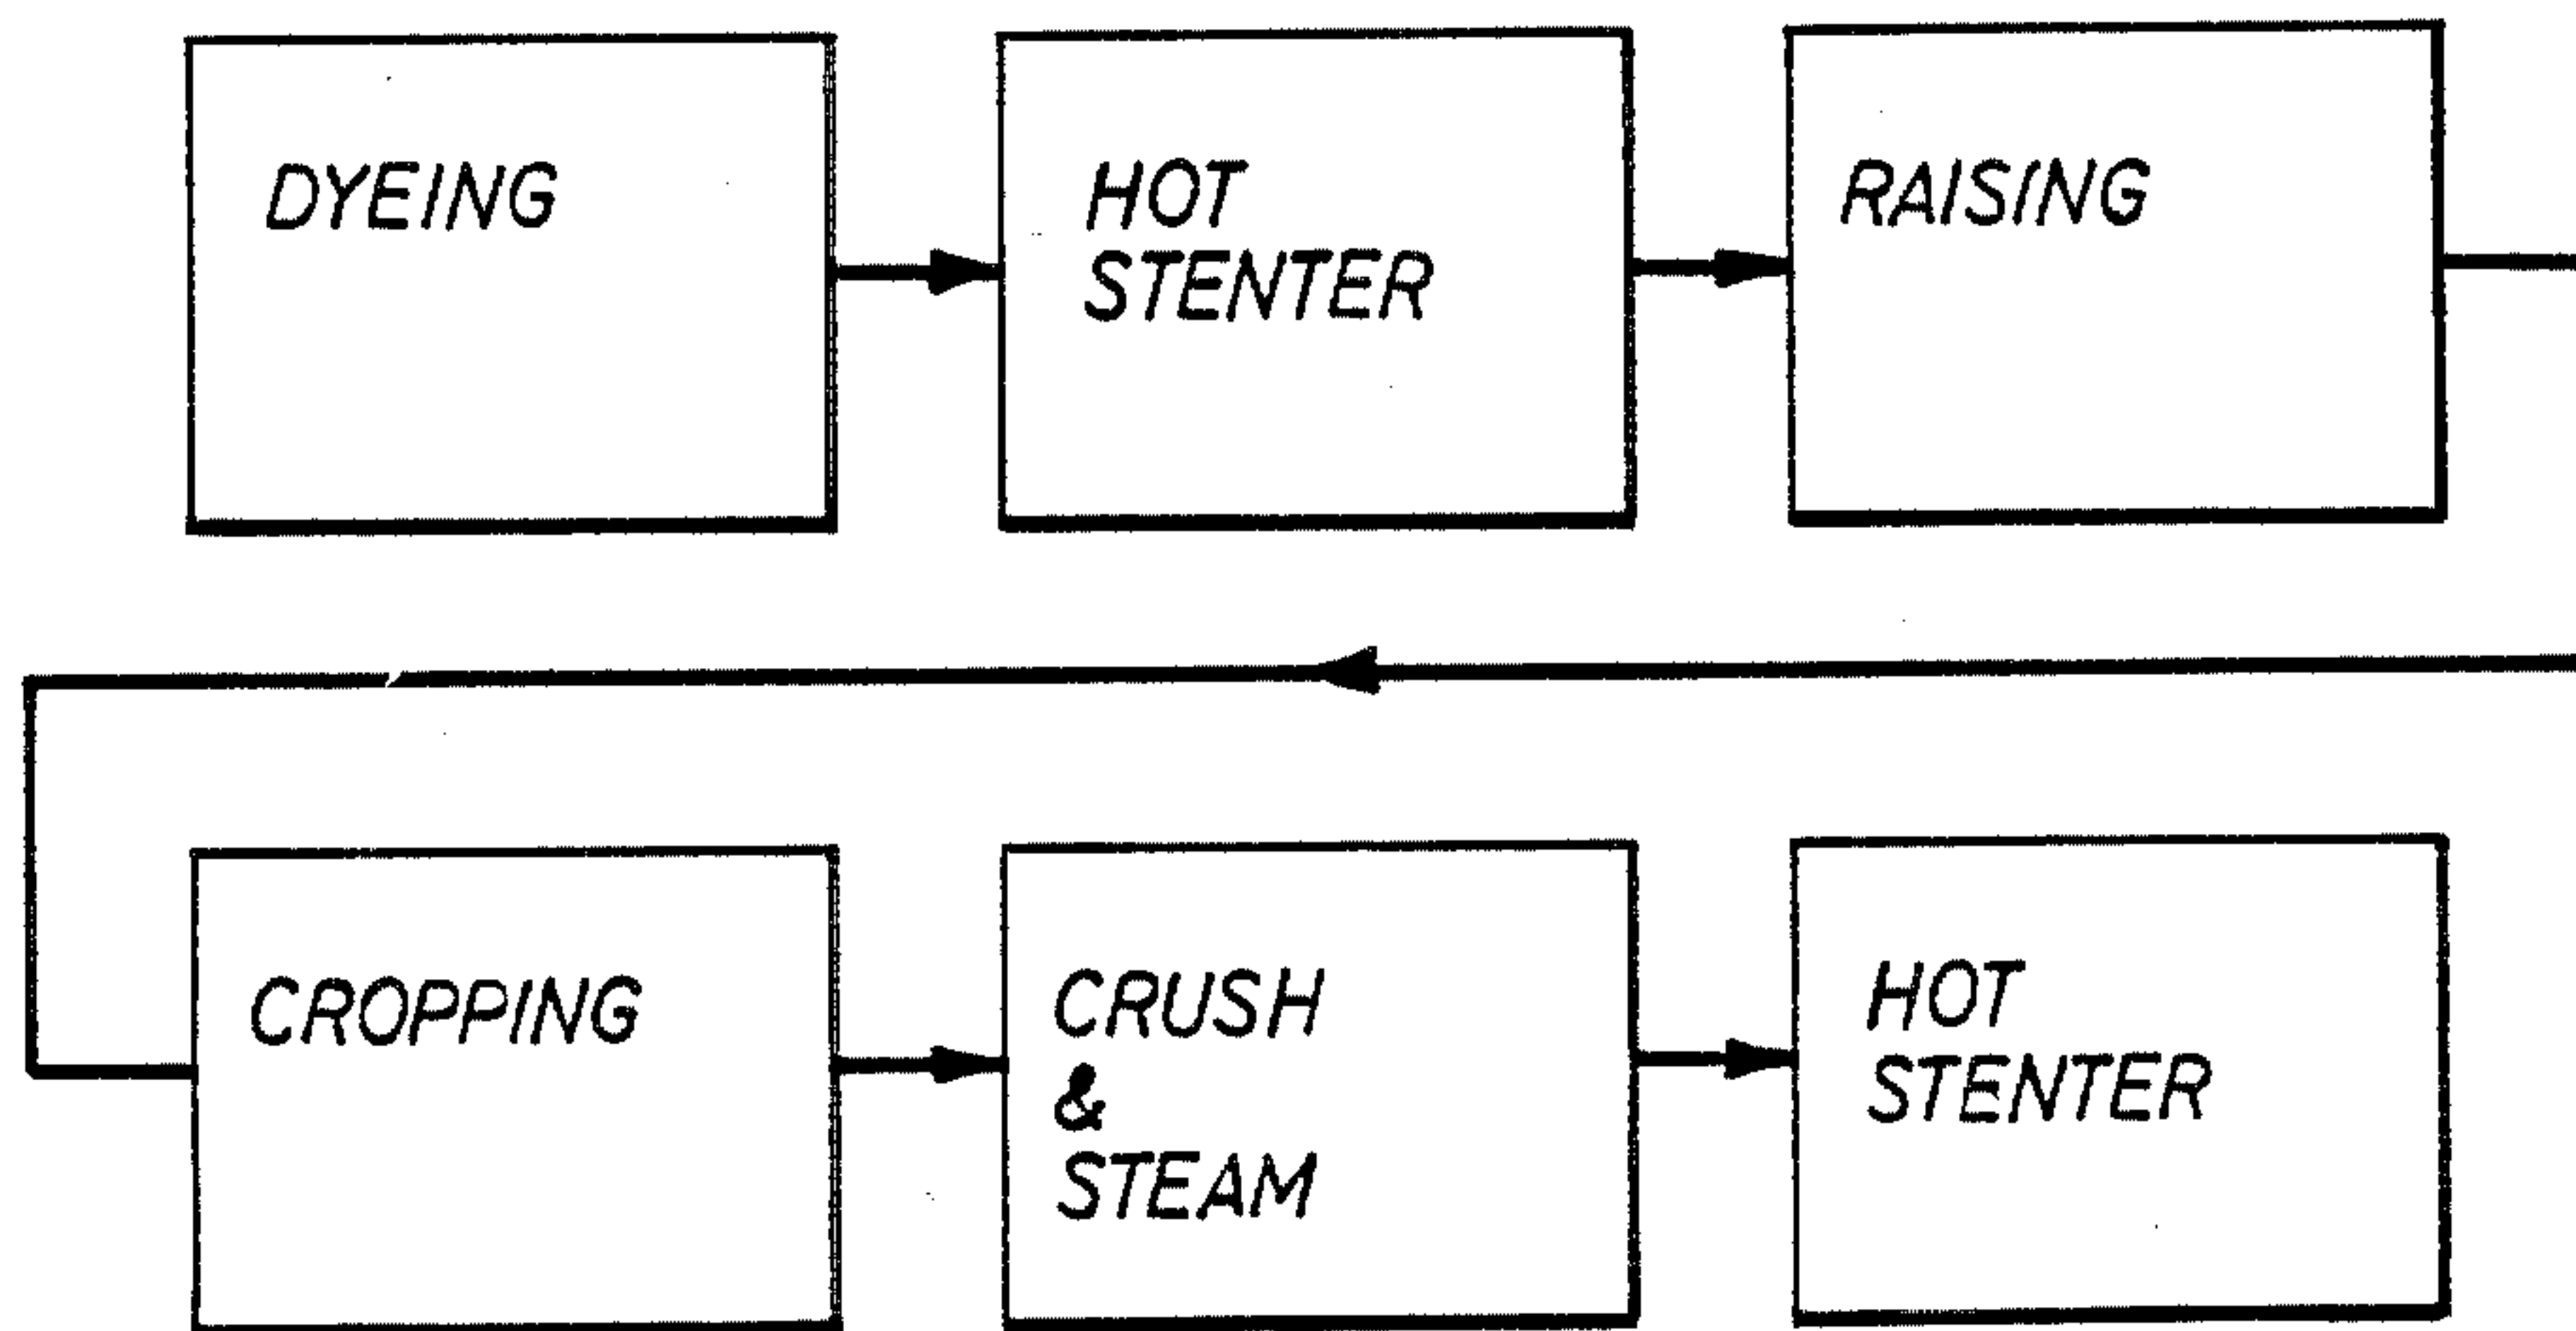 DYEING
HOT
STENTER
RAISING
CROPPING
CRUSH
&
STEAM
HOT
STENTER